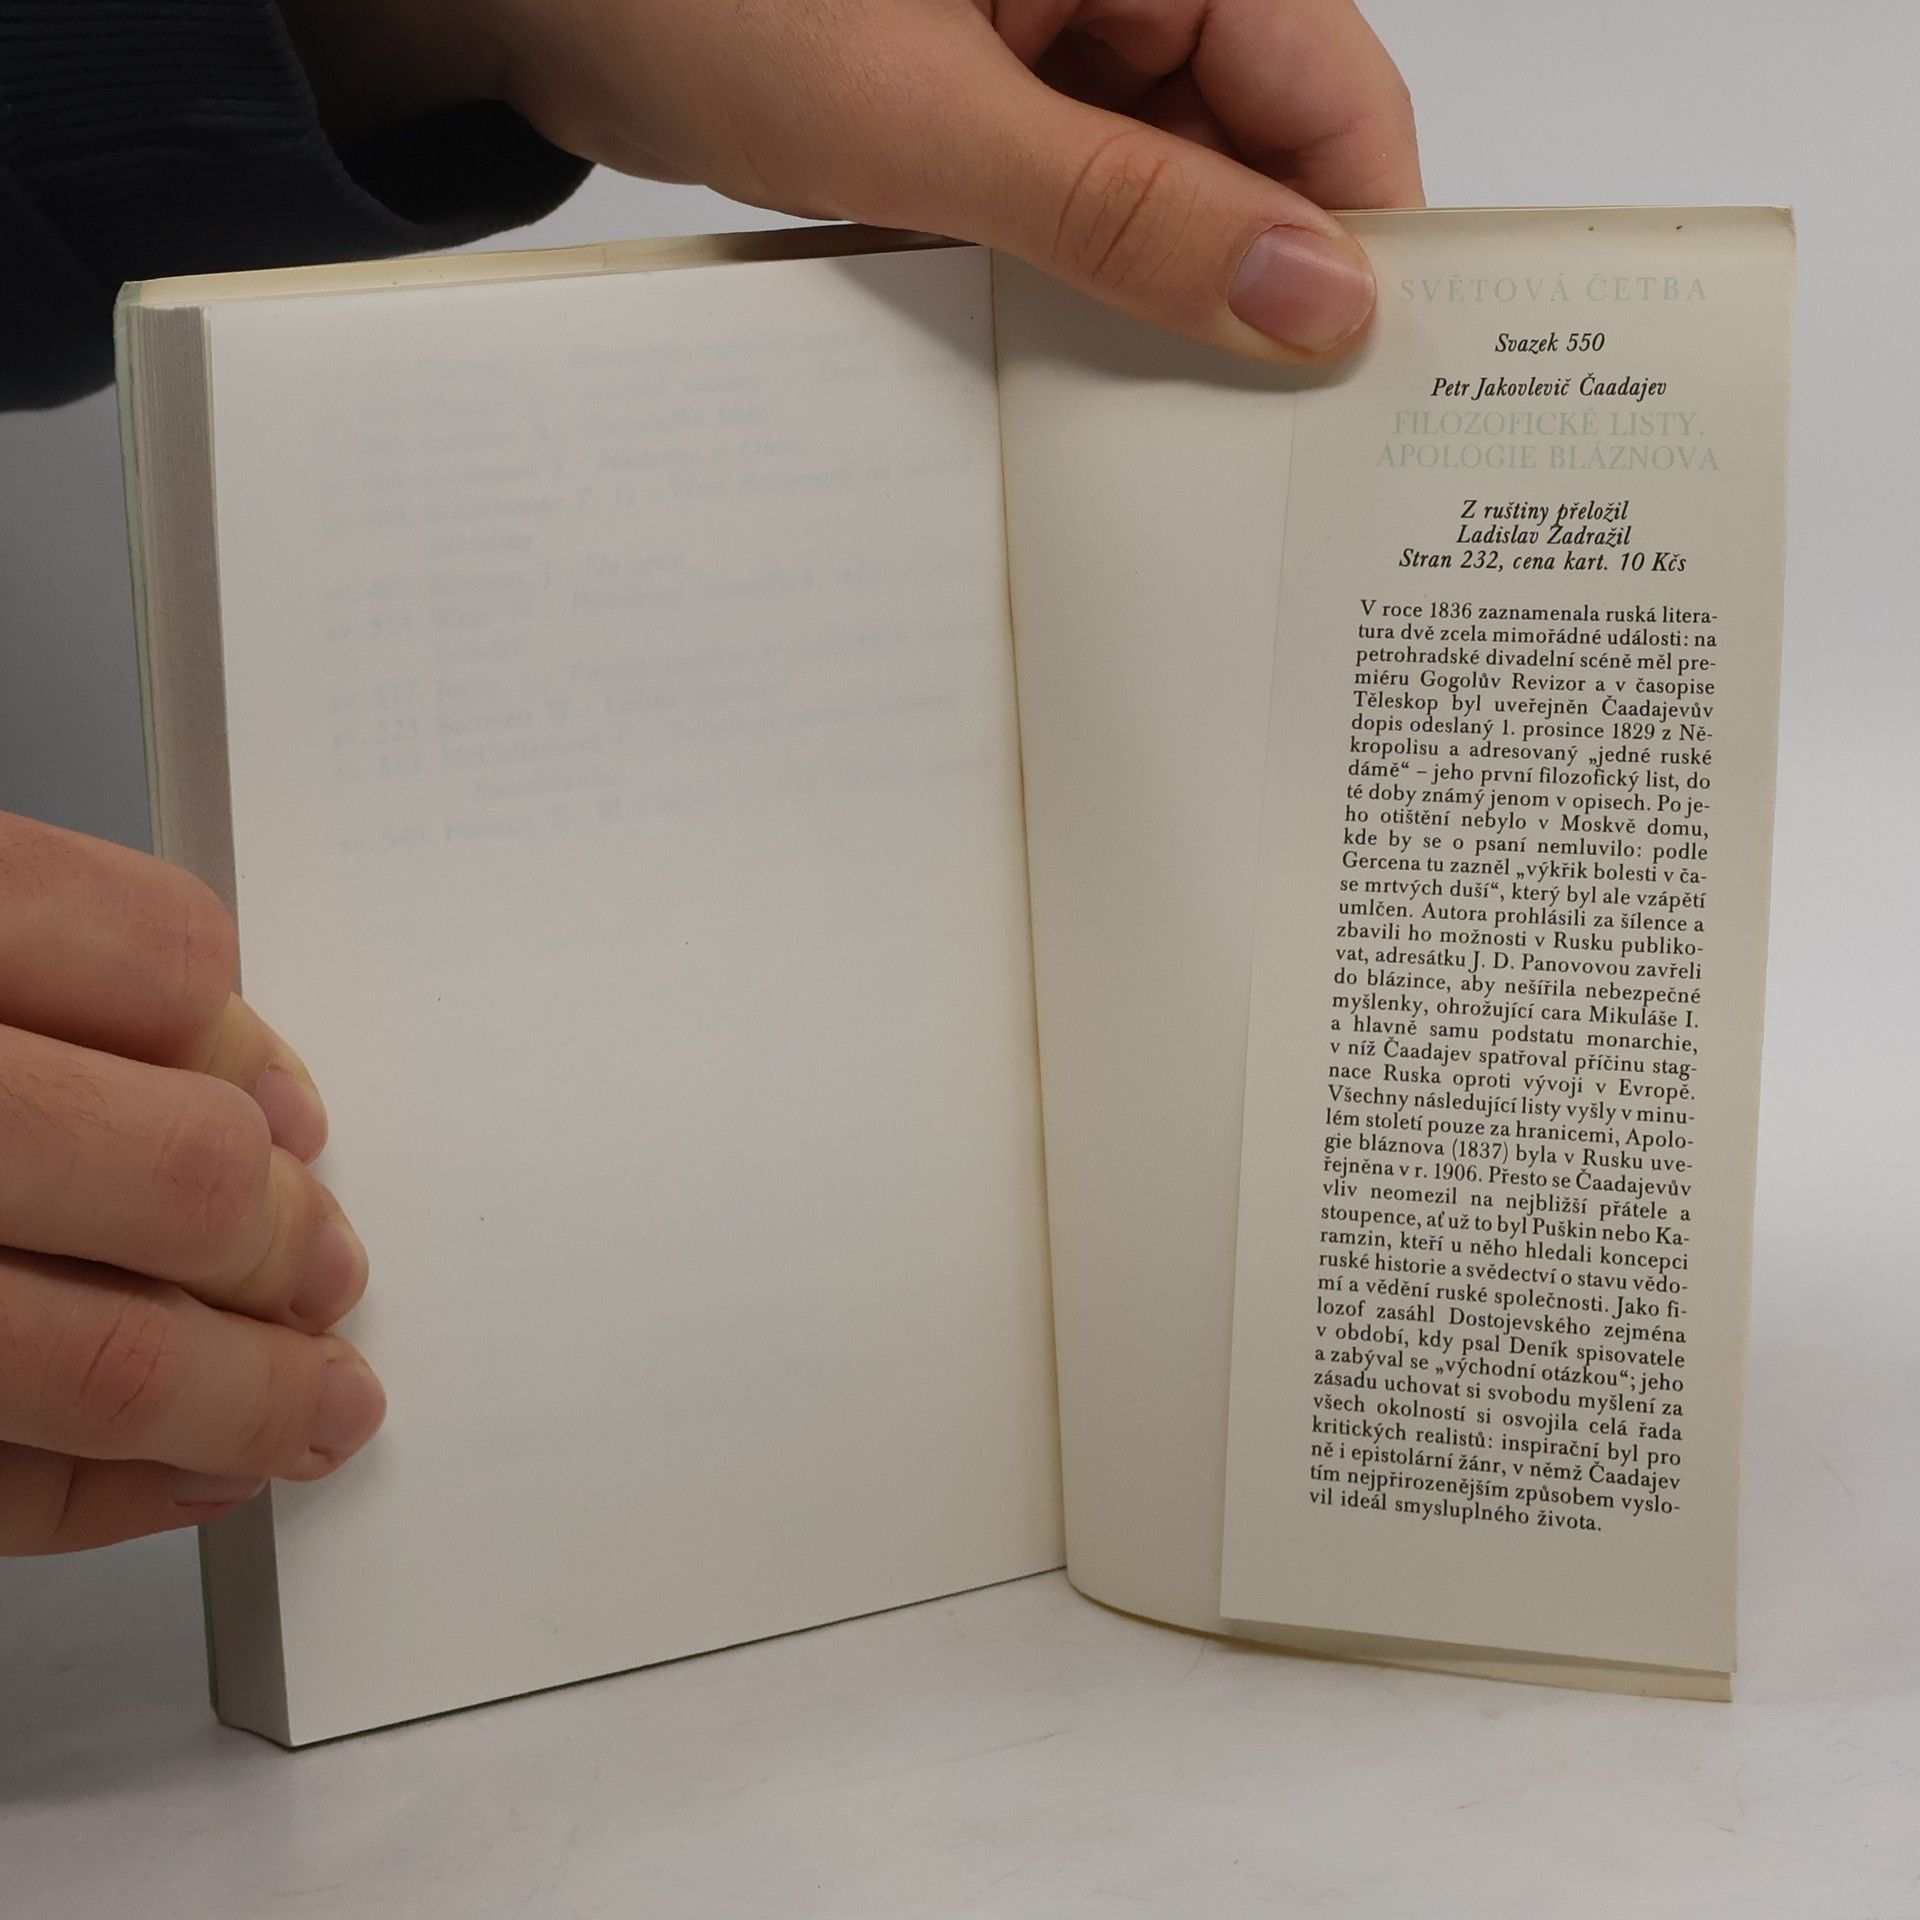 SVĚTOVÁ ČETBA
Svazek 550
Petr Jakovlevič Čaadajev
FILOZOFICKÉ LISTY.
APOLOGIE BLÁZNOVA
Z ruštiny přeložil
Ladislav Zadražil
Stran 232, cena kart. 10 Kčs
V roce 1836 zaznamenala ruská litera-
tura dvě zcela mimořádné události: na
petrohradské divadelní scéně měl pre-
miéru Gogolův Revizor a v časopise
Těleskop byl uveřejněn Čaadajevův
dopis odeslaný 1. prosince 1829 z Ně-
kropolisu a adresovaný „jedné ruské
dámě“ – jeho první filozofický list, do
té doby známý jenom v opisech. Po je-
ho otištění nebylo v Moskvě domu,
kde by se o psaní nemluvilo: podle
Gercena tu zazněl „výkřik bolesti v ča-
se mrtvých duší“, který byl ale vzápětí
umlčen. Autora prohlásili za šílence a
zbavili ho možnosti v Rusku publiko-
vat, adresátku J. D. Panovovou zavřeli
do blázince, aby nešířila nebezpečné
myšlenky, ohrožující cara Mikuláše I.
a hlavně samu podstatu monarchie,
v níž Čaadajev spatřoval příčinu stag-
nace Ruska oproti vývoji v Evropě.
Všechny následující listy vyšly v minu-
lém století pouze za hranicemi, Apolo-
gie bláznova (1837) byla v Rusku uve-
řejněna v r. 1906. Přesto se Čaadajevův
vliv neomezil na nejbližší přátele a
stoupence, ať už to byl Puškin nebo Ka-
ramzin, kteří u něho hledali koncepci
ruské historie a svědectví o stavu vědo-
mí a vědění ruské společnosti. Jako fi-
lozof zasáhl Dostojevského zejména
v období, kdy psal Deník spisovatele
a zabýval se „východní otázkou“; jeho
zásadu uchovat si svobodu myšlení za
všech okolností si osvojila celá řada
kritických realistů: inspirační byl pro
ně i epistolární žánr, v němž Čaadajev
tím nejpřirozenějším způsobem vyslo-
vil ideál smysluplného života.